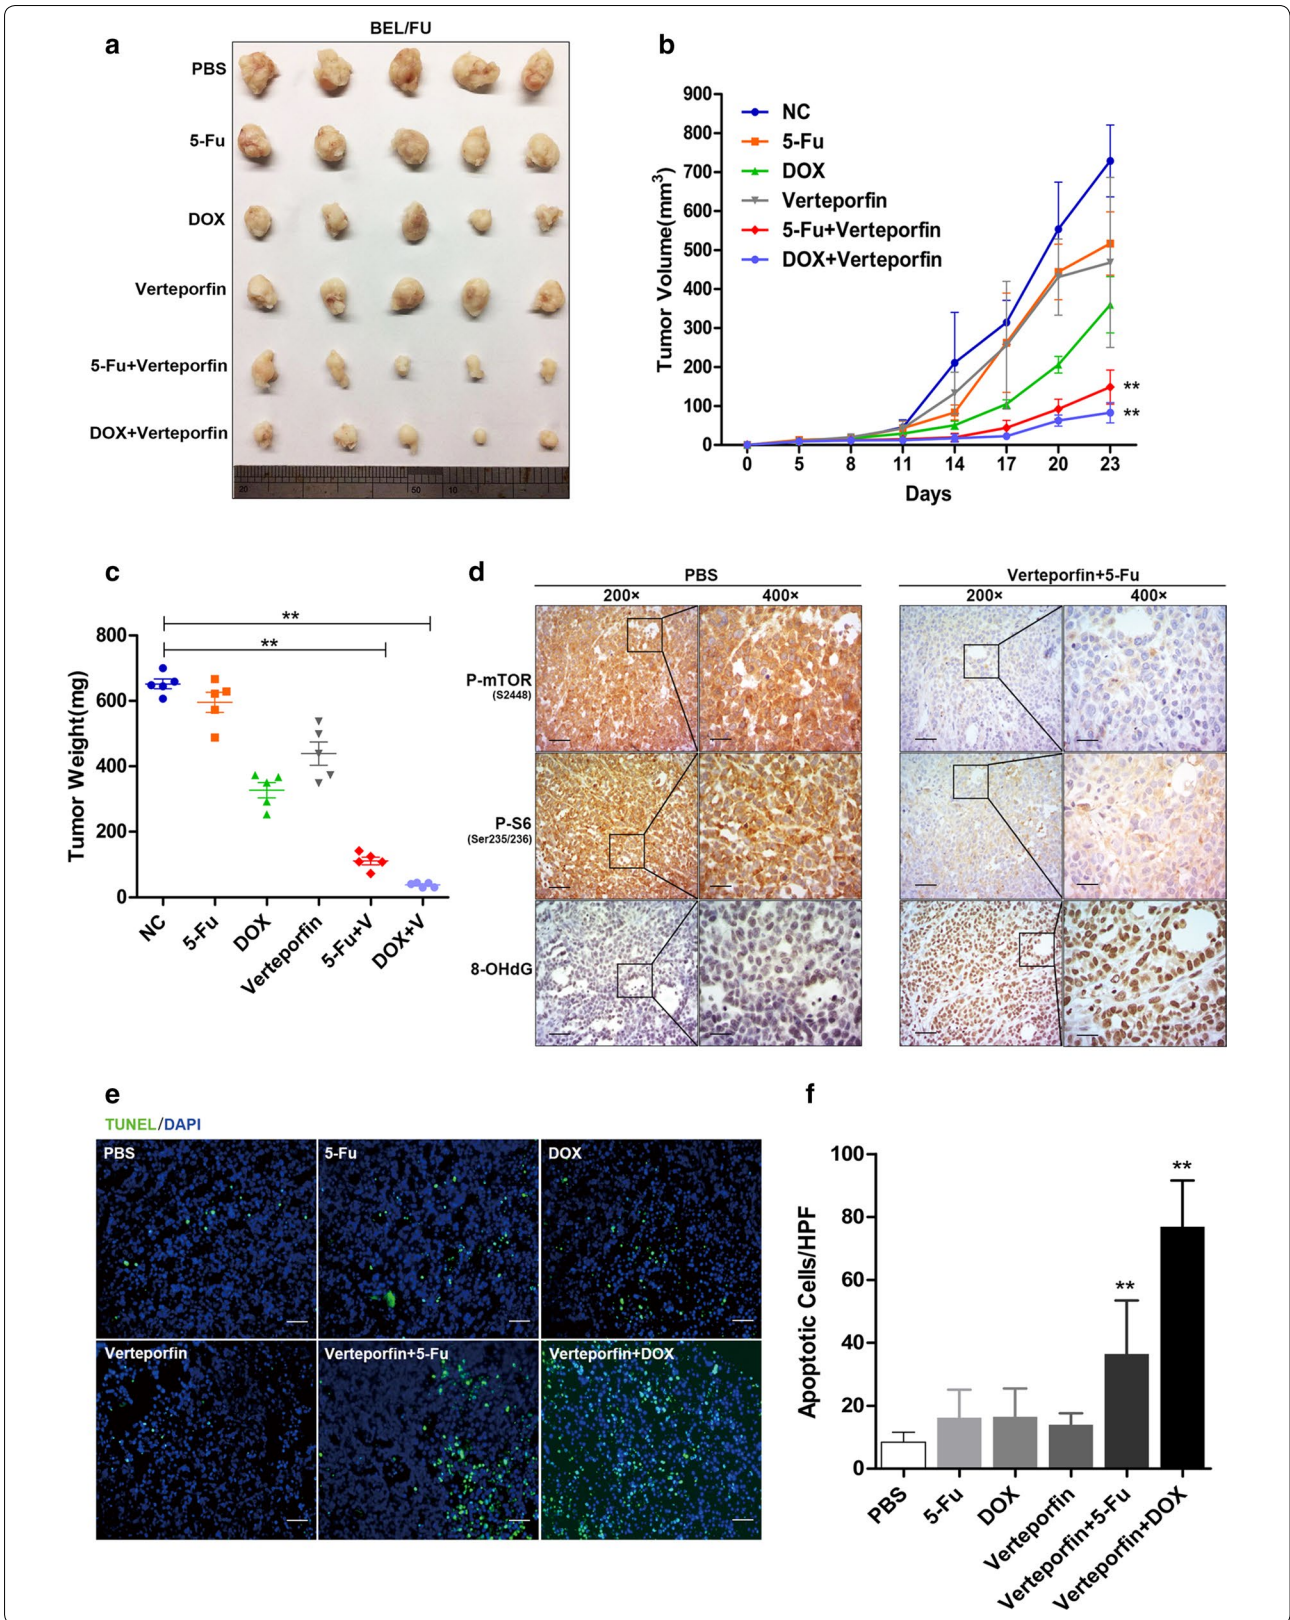 a
BEL/FU
PBS
5-Fu
DOX
Verteporfin
5-Fu+Verteporfin
DOX+Verteporfin
20
50
10
b
Tumor Volume(mm³)
900
800
700
600
500
400
300
200
100
0
NC
5-Fu
DOX
Verteporfin
5-Fu+Verteporfin
DOX+Verteporfin
**
**
0 5 8 11 14 17 20 23
Days
c
Tumor Weight(mg)
800
600
400
200
0
**
**
NC 5-Fu DOX Verteporfin 5-Fu+V DOX+V
d
PBS
Verteporfin+5-Fu
200× 400× 200× 400×
P-mTOR
(S2448)
P-S6
(Ser235/236)
8-OHdG
e
TUNEL/DAPI
PBS
5-Fu
DOX
Verteporfin
Verteporfin+5-Fu
Verteporfin+DOX
f
Apoptotic Cells/HPF
100
80
60
40
20
0
**
**
PBS 5-Fu DOX Verteporfin Verteporfin+5-Fu Verteporfin+DOX